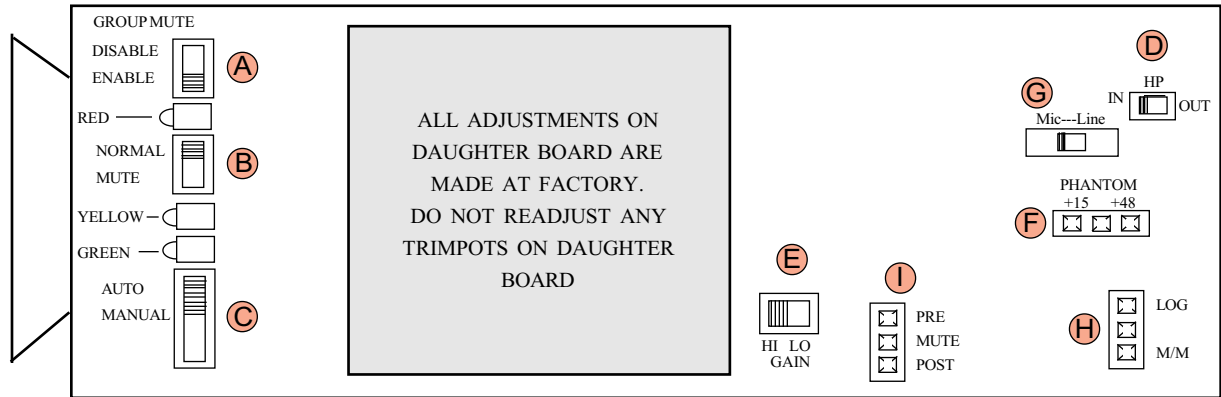 GROUP MUTE
DISABLE
ENABLE
A
RED
NORMAL
MUTE
B
YELLOW
GREEN
AUTO
MANUAL
C
ALL ADJUSTMENTS ON
DAUGHTER BOARD ARE
MADE AT FACTORY.
DO NOT READJUST ANY
TRIMPOTS ON DAUGHTER
BOARD
D
HP
IN
OUT
G
Mic---Line
PHANTOM
+15 +48
F
E
HI LO
GAIN
I
PRE
MUTE
POST
H
LOG
M/M